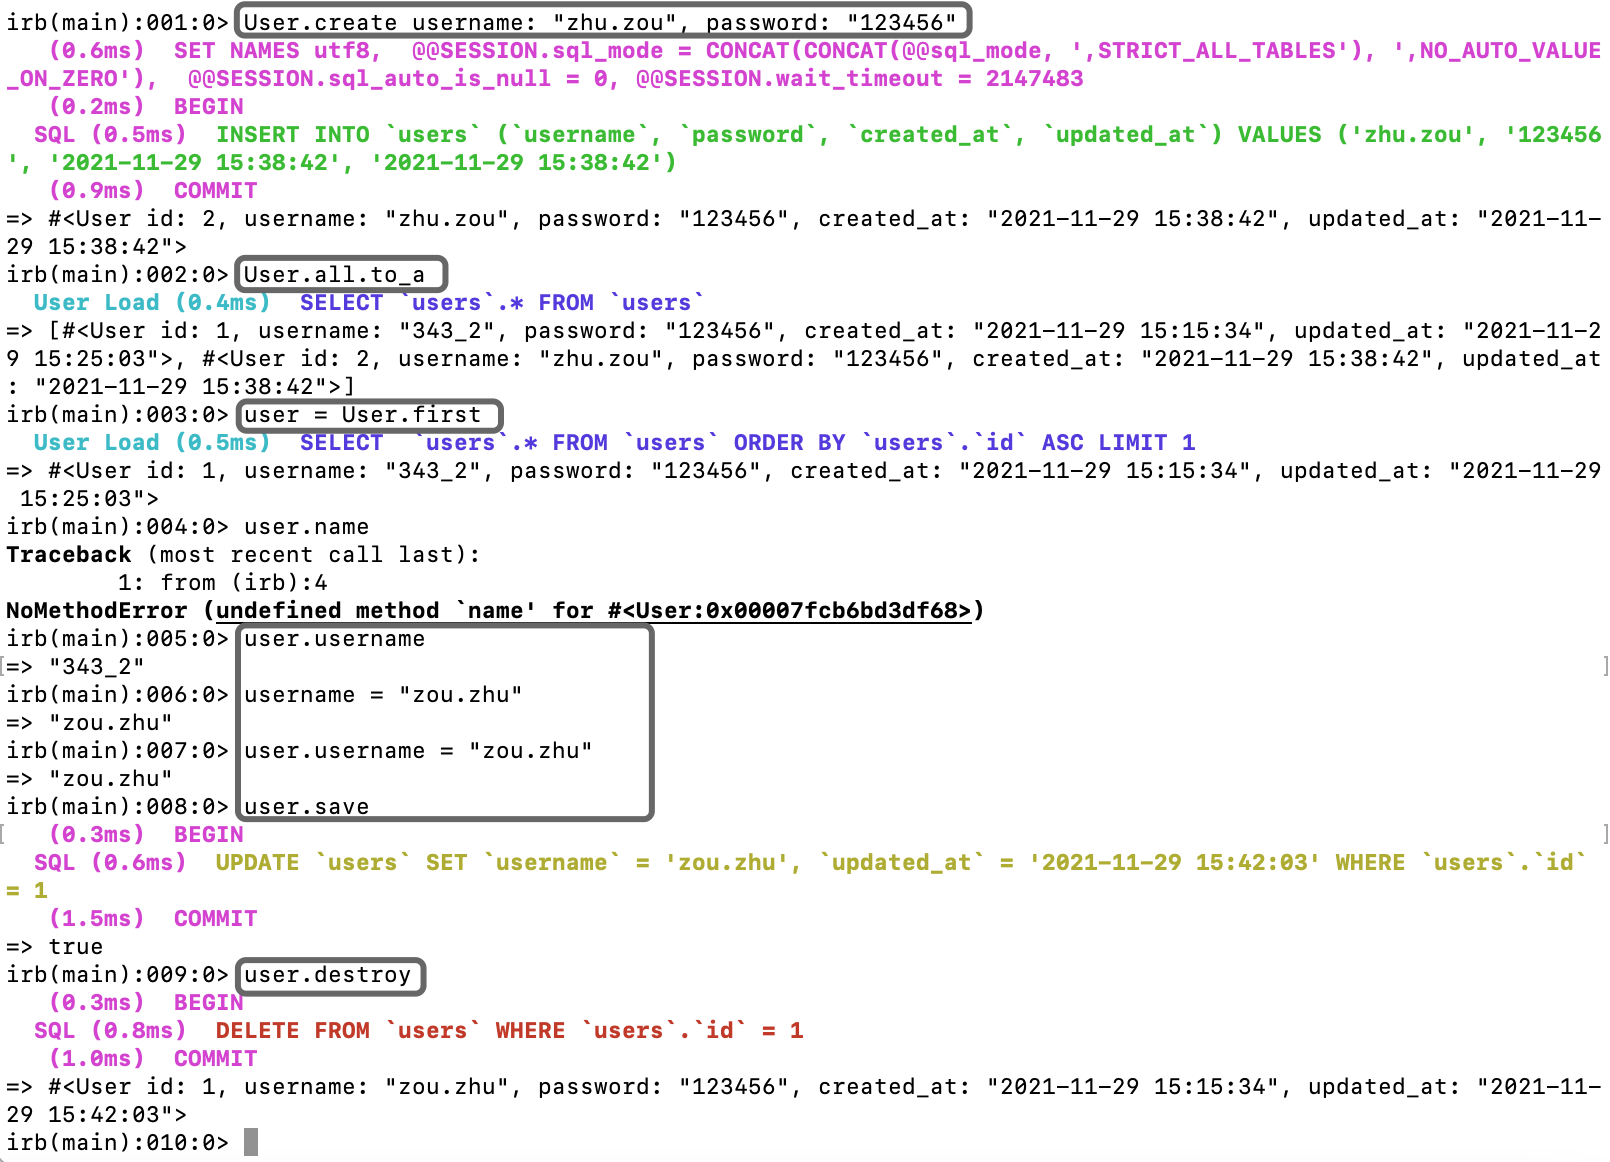 irb(main):001:0> User.create username: "zhu.zou", password: "123456"
   (0.6ms)  SET NAMES utf8,  @@SESSION.sql_mode = CONCAT(CONCAT(@@sql_mode, ',STRICT_ALL_TABLES'), ',NO_AUTO_VALUE
_ON_ZERO'),  @@SESSION.sql_auto_is_null = 0, @@SESSION.wait_timeout = 2147483
   (0.2ms)  BEGIN
  SQL (0.5ms)  INSERT INTO `users` (`username`, `password`, `created_at`, `updated_at`) VALUES ('zhu.zou', '123456
', '2021-11-29 15:38:42', '2021-11-29 15:38:42')
   (0.9ms)  COMMIT
=> #<User id: 2, username: "zhu.zou", password: "123456", created_at: "2021-11-29 15:38:42", updated_at: "2021-11-
29 15:38:42">
irb(main):002:0> User.all.to_a
  User Load (0.4ms)  SELECT `users`.* FROM `users`
=> [#<User id: 1, username: "343_2", password: "123456", created_at: "2021-11-29 15:15:34", updated_at: "2021-11-2
9 15:25:03">, #<User id: 2, username: "zhu.zou", password: "123456", created_at: "2021-11-29 15:38:42", updated_at
: "2021-11-29 15:38:42">]
irb(main):003:0> user = User.first
  User Load (0.5ms)  SELECT  `users`.* FROM `users` ORDER BY `users`.`id` ASC LIMIT 1
=> #<User id: 1, username: "343_2", password: "123456", created_at: "2021-11-29 15:15:34", updated_at: "2021-11-29
 15:25:03">
irb(main):004:0> user.name
Traceback (most recent call last):
        1: from (irb):4
NoMethodError (undefined method `name' for #<User:0x00007fcb6bd3df68>)
irb(main):005:0> user.username
=> "343_2"
irb(main):006:0> username = "zou.zhu"
=> "zou.zhu"
irb(main):007:0> user.username = "zou.zhu"
=> "zou.zhu"
irb(main):008:0> user.save
   (0.3ms)  BEGIN
  SQL (0.6ms)  UPDATE `users` SET `username` = 'zou.zhu', `updated_at` = '2021-11-29 15:42:03' WHERE `users`.`id`
= 1
   (1.5ms)  COMMIT
=> true
irb(main):009:0> user.destroy
   (0.3ms)  BEGIN
  SQL (0.8ms)  DELETE FROM `users` WHERE `users`.`id` = 1
   (1.0ms)  COMMIT
=> #<User id: 1, username: "zou.zhu", password: "123456", created_at: "2021-11-29 15:15:34", updated_at: "2021-11-
29 15:42:03">
irb(main):010:0>